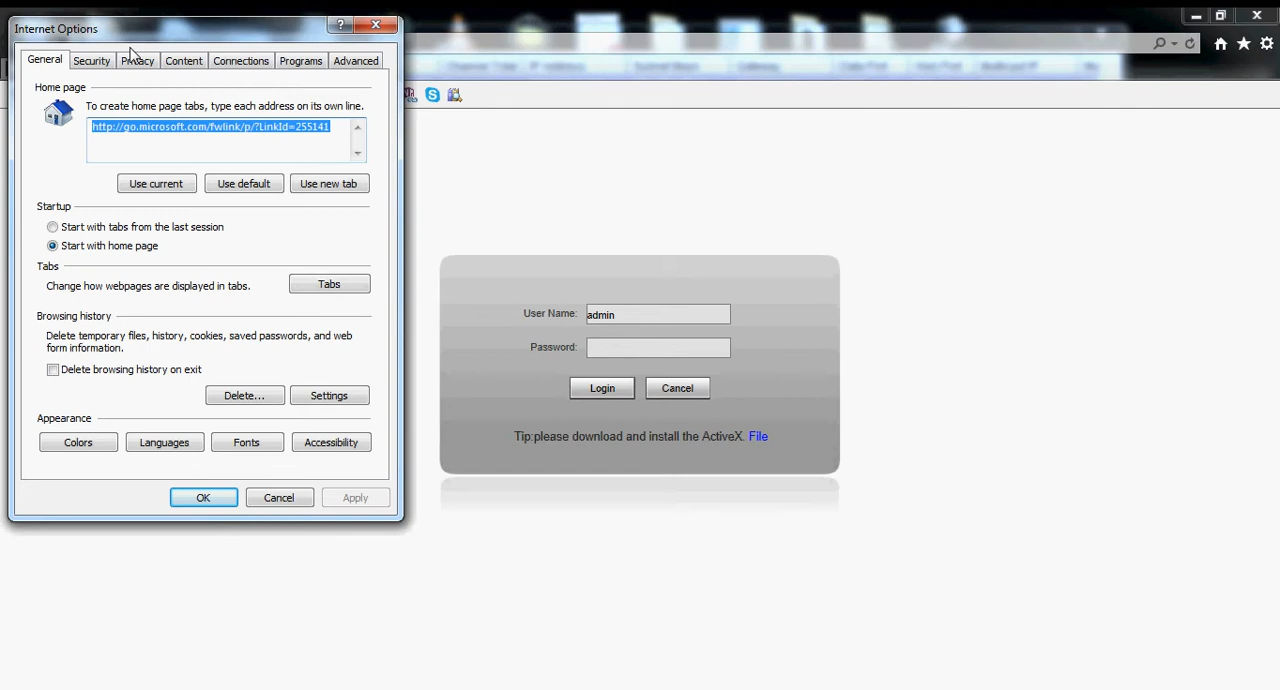 Internet Options
General Security Privacy Content Connections Programs Advanced
Home page
To create home page tabs, type each address on its own line.
http://go.microsoft.com/fwlink/p/?LinkId=255141
Use current Use default Use new tab
Startup
Start with tabs from the last session
Start with home page
Tabs
Change how webpages are displayed in tabs. Tabs
Browsing history
Delete temporary files, history, cookies, saved passwords, and web
form information.
Delete browsing history on exit
Delete... Settings
Appearance
Colors Languages Fonts Accessibility
OK Cancel Apply
User Name: admin
Password:
Login Cancel
Tip:please download and install the ActiveX. File